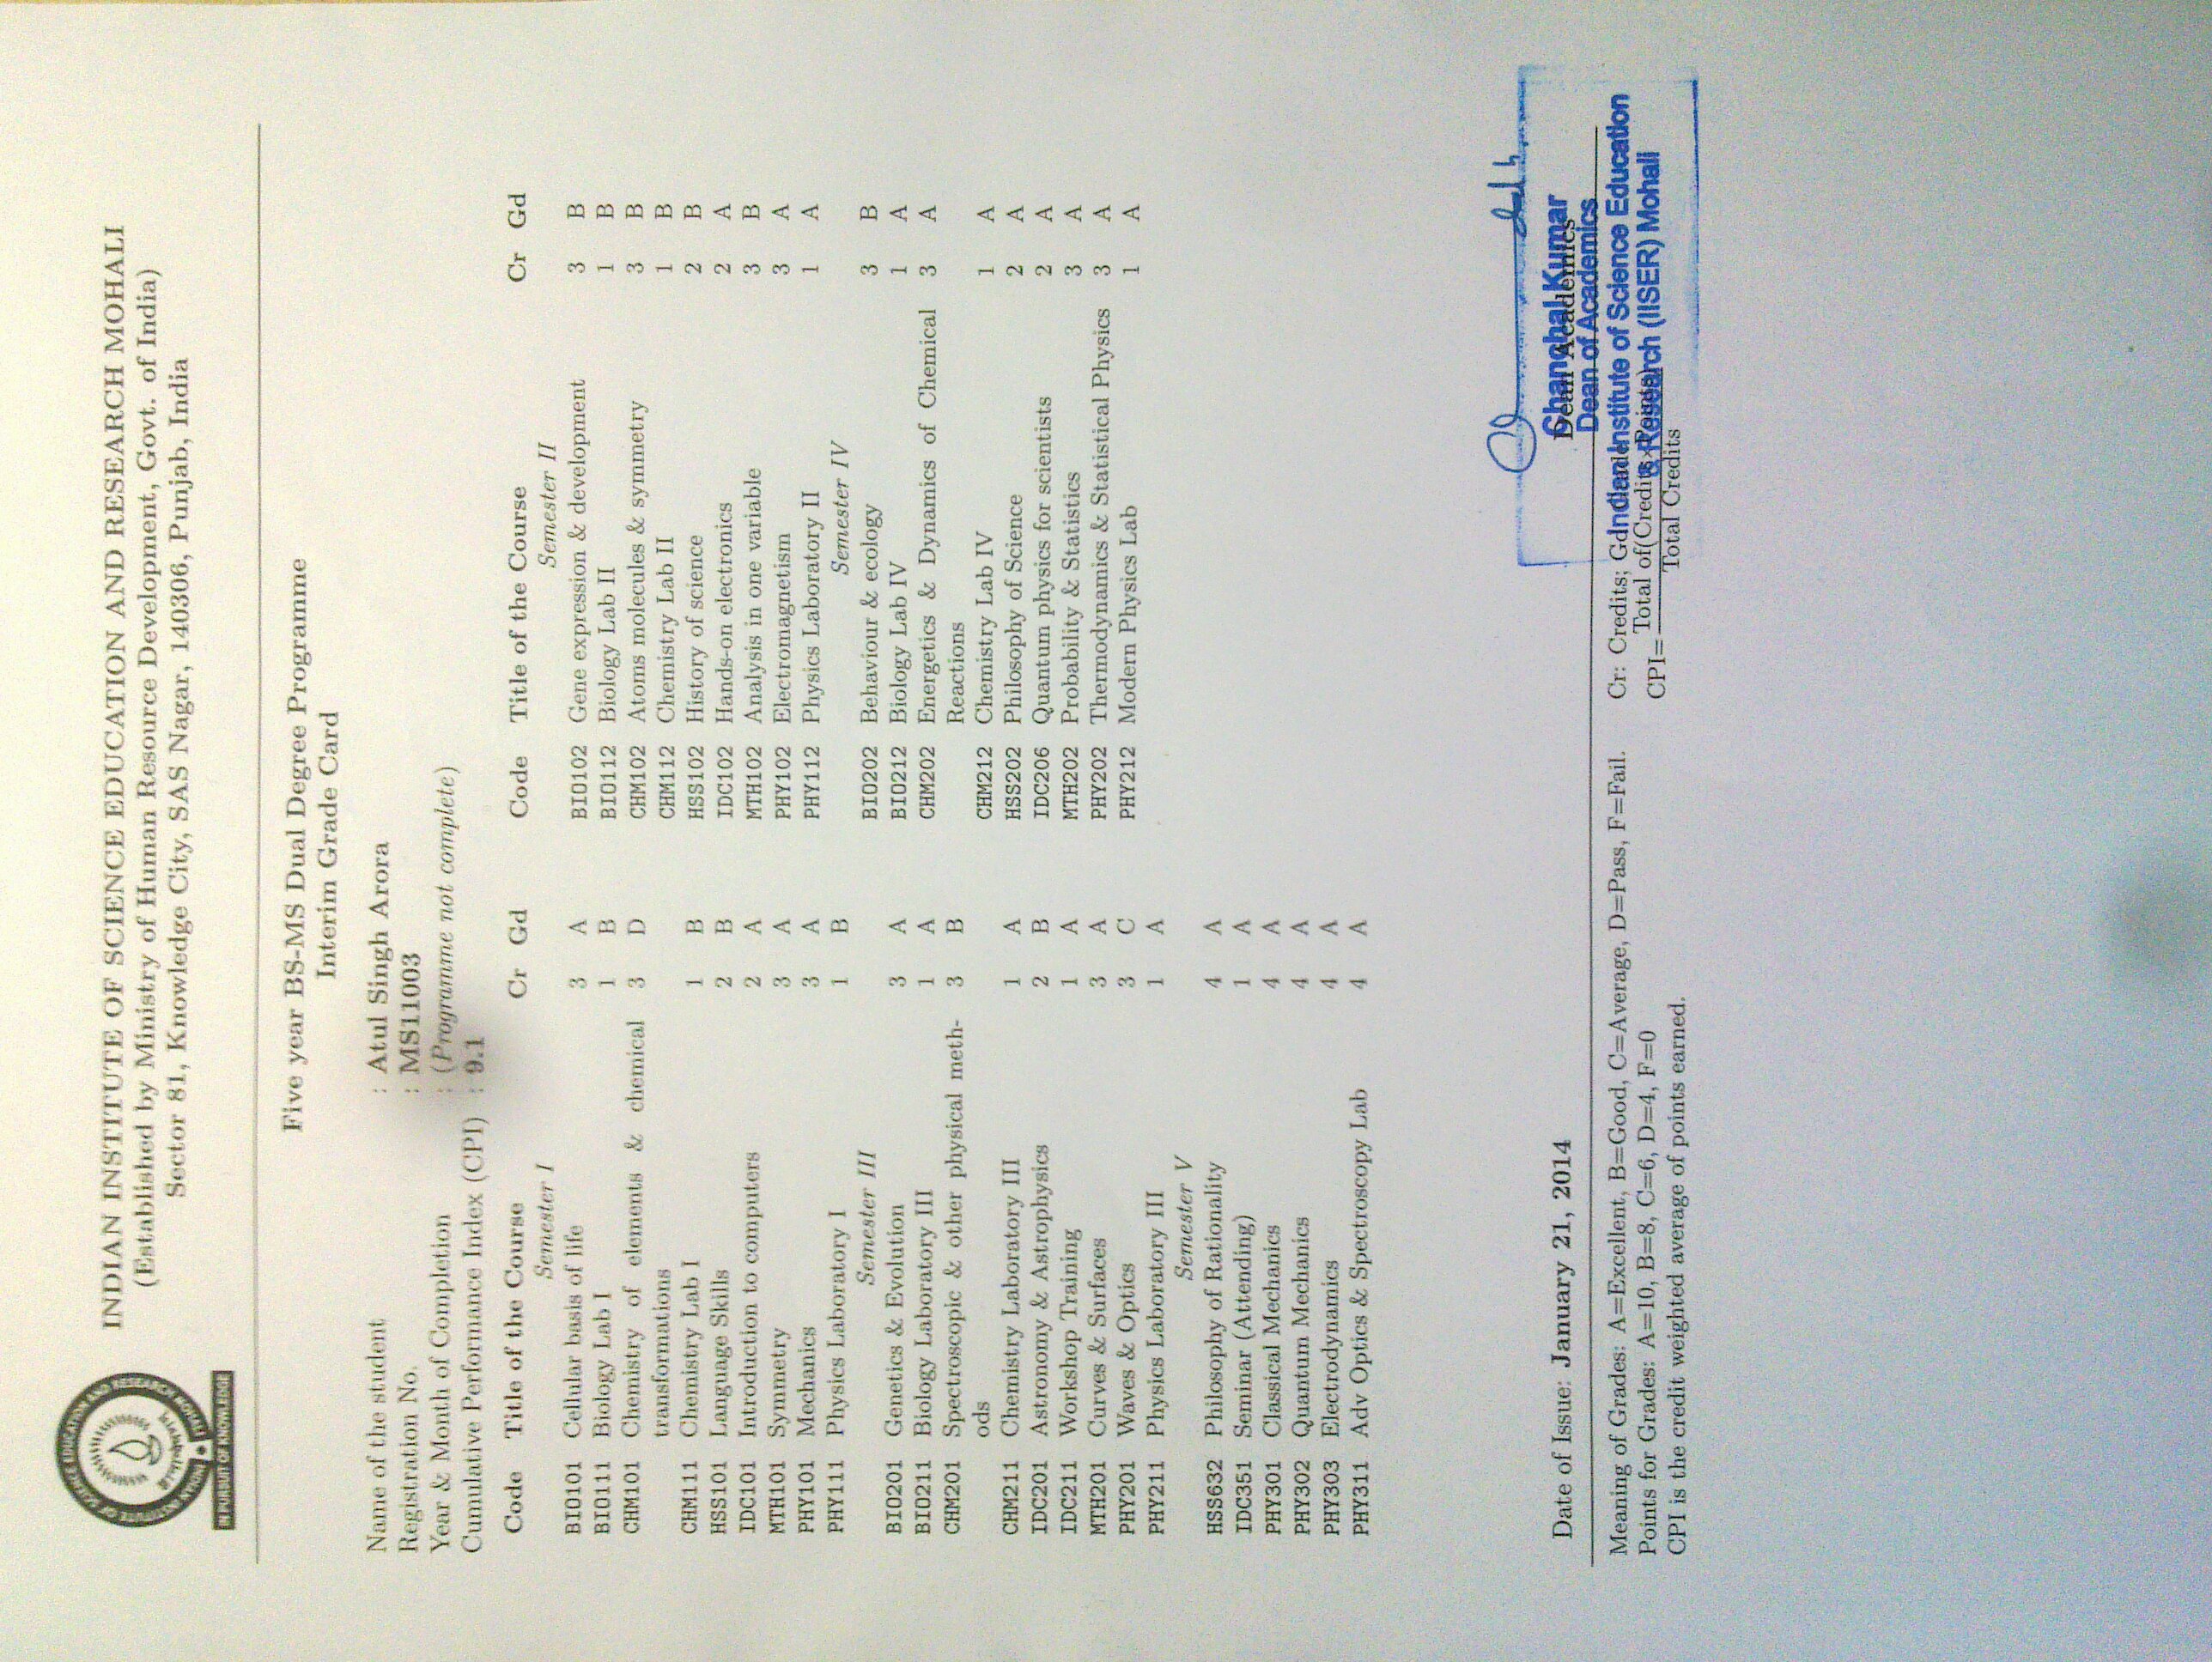 IN PURSUIT OF KNOWLEDGE
INDIAN INSTITUTE OF SCIENCE EDUCATION AND RESEARCH MOHALI
(Established by Ministry of Human Resource Development, Govt. of India)
Sector 81, Knowledge City, SAS Nagar, 140306, Punjab, India
Five year BS-MS Dual Degree Programme
Interim Grade Card
Name of the student : Atul Singh Arora
Registration No. : MS11003
Year & Month of Completion : (Programme not complete)
Cumulative Performance Index (CPI) : 9.1
Code Title of the Course Cr Gd
Semester I
BIO101 Cellular basis of life 3 A
BIO111 Biology Lab I 1 B
CHM101 Chemistry of elements & chemical 3 D
transformations
CHM111 Chemistry Lab I 1 B
HSS101 Language Skills 2 B
IDC101 Introduction to computers 2 A
MTH101 Symmetry 3 A
PHY101 Mechanics 3 A
PHY111 Physics Laboratory I 1 B
Semester III
BIO201 Genetics & Evolution 3 A
BIO211 Biology Laboratory III 1 A
CHM201 Spectroscopic & other physical meth- 3 B
ods
CHM211 Chemistry Laboratory III 1 A
IDC201 Astronomy & Astrophysics 2 B
IDC211 Workshop Training 1 A
MTH201 Curves & Surfaces 3 A
PHY201 Waves & Optics 3 C
PHY211 Physics Laboratory III 1 A
Semester V
HSS632 Philosophy of Rationality 4 A
IDC351 Seminar (Attending) 1 A
PHY301 Classical Mechanics 4 A
PHY302 Quantum Mechanics 4 A
PHY303 Electrodynamics 4 A
PHY311 Adv Optics & Spectroscopy Lab 4 A
Code Title of the Course Cr Gd
Semester II
BIO102 Gene expression & development 3 B
BIO112 Biology Lab II 1 B
CHM102 Atoms molecules & symmetry 3 B
CHM112 Chemistry Lab II 1 B
HSS102 History of science 2 B
IDC102 Hands-on electronics 2 A
MTH102 Analysis in one variable 3 B
PHY102 Electromagnetism 3 A
PHY112 Physics Laboratory II 1 A
Semester IV
BIO202 Behaviour & ecology 3 B
BIO212 Biology Lab IV 1 A
CHM202 Energetics & Dynamics of Chemical 3 A
Reactions
CHM212 Chemistry Lab IV 1 A
HSS202 Philosophy of Science 2 A
IDC206 Quantum physics for scientists 2 A
MTH202 Probability & Statistics 3 A
PHY202 Thermodynamics & Statistical Physics 3 A
PHY212 Modern Physics Lab 1 A
Date of Issue: January 21, 2014
Dean Academics
Chanchal Kumar
Dean of Academics
Indian Institute of Science Education
& Research (IISER) Mohali
Meaning of Grades: A=Excellent, B=Good, C=Average, D=Pass, F=Fail.
Points for Grades: A=10, B=8, C=6, D=4, F=0
CPI is the credit weighted average of points earned.
Cr: Credits; Gd: Grade
CPI= Total of(Credits×Points)
Total Credits